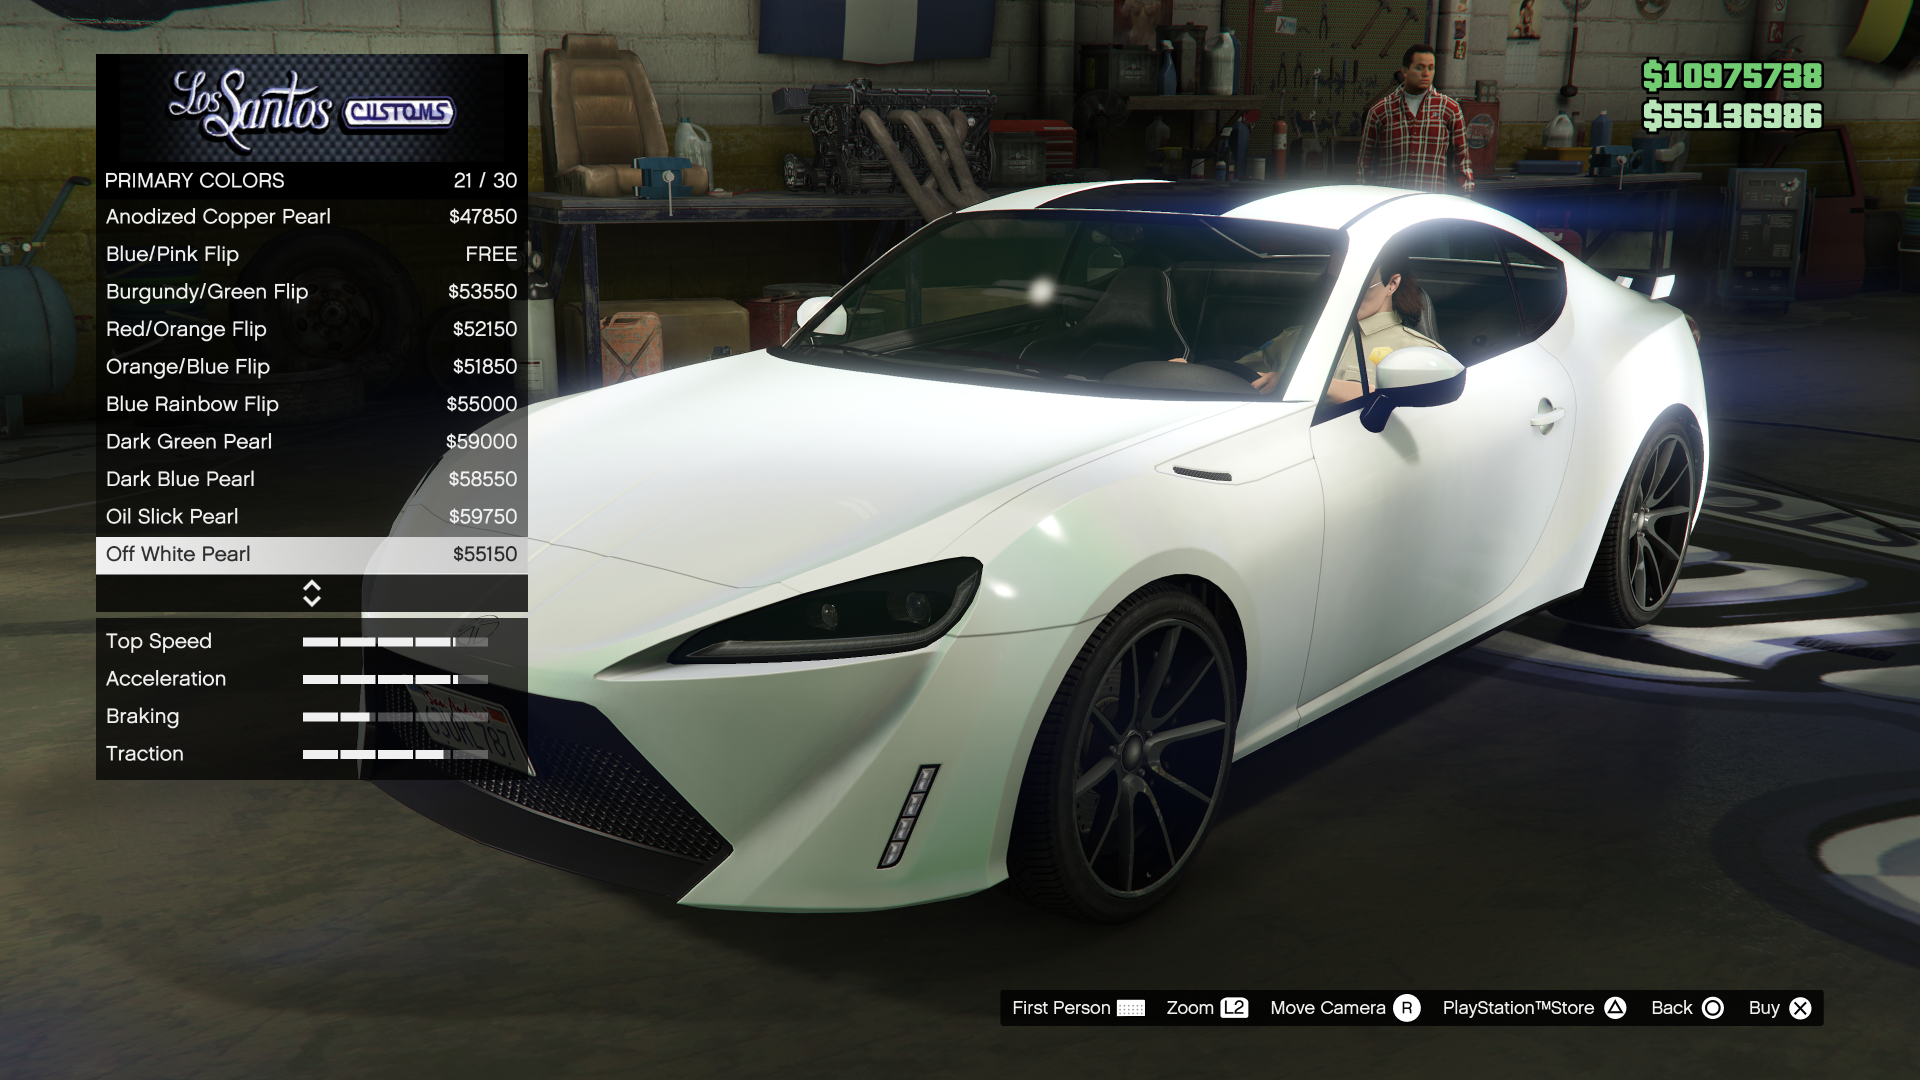 Los Santos CUSTOMS
PRIMARY COLORS 21 / 30
Anodized Copper Pearl $47850
Blue/Pink Flip FREE
Burgundy/Green Flip $53550
Red/Orange Flip $52150
Orange/Blue Flip $51850
Blue Rainbow Flip $55000
Dark Green Pearl $59000
Dark Blue Pearl $58550
Oil Slick Pearl $59750
Off White Pearl $55150
Top Speed
Acceleration
Braking
Traction
$10975738
$55136986
First Person Zoom L2 Move Camera R PlayStation™Store Back Buy